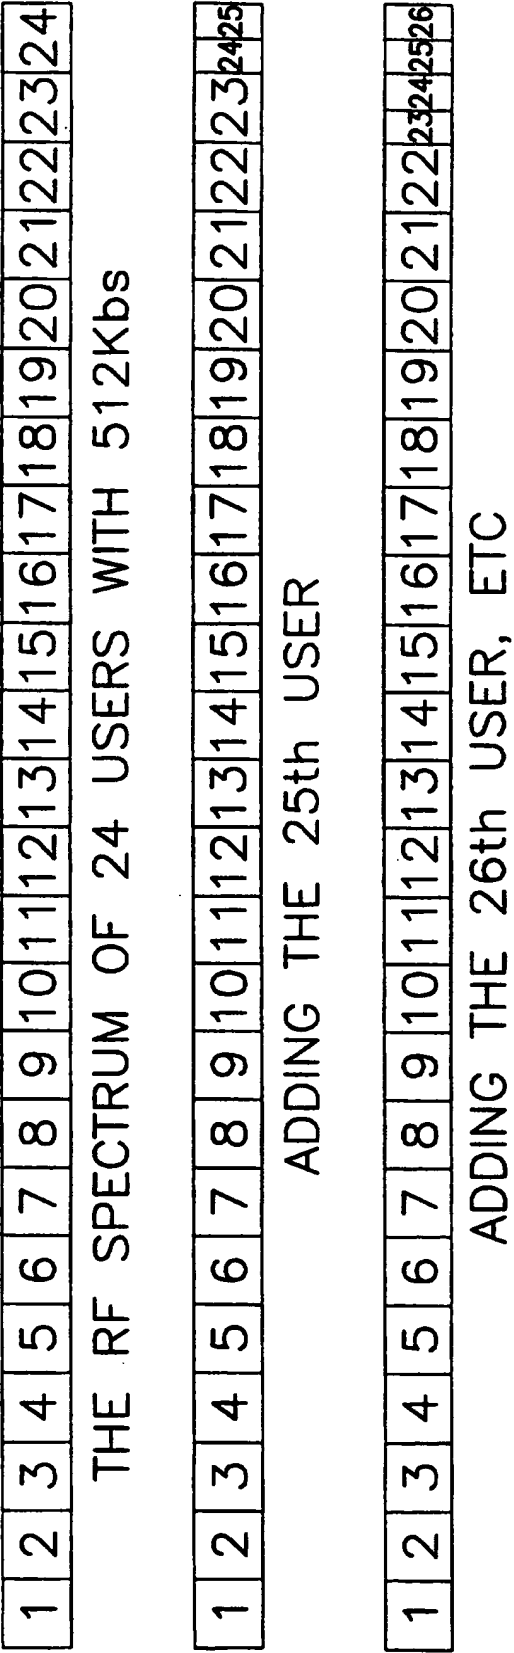 1 2 3 4 5 6 7 8 9 10 11 12 13 14 15 16 17 18 19 20 21 22 23 24
THE RF SPECTRUM OF 24 USERS WITH 512Kbs
1 2 3 4 5 6 7 8 9 10 11 12 13 14 15 16 17 18 19 20 21 22 23 24 25
ADDING THE 25th USER
1 2 3 4 5 6 7 8 9 10 11 12 13 14 15 16 17 18 19 20 21 22 23 24 25 26
ADDING THE 26th USER, ETC